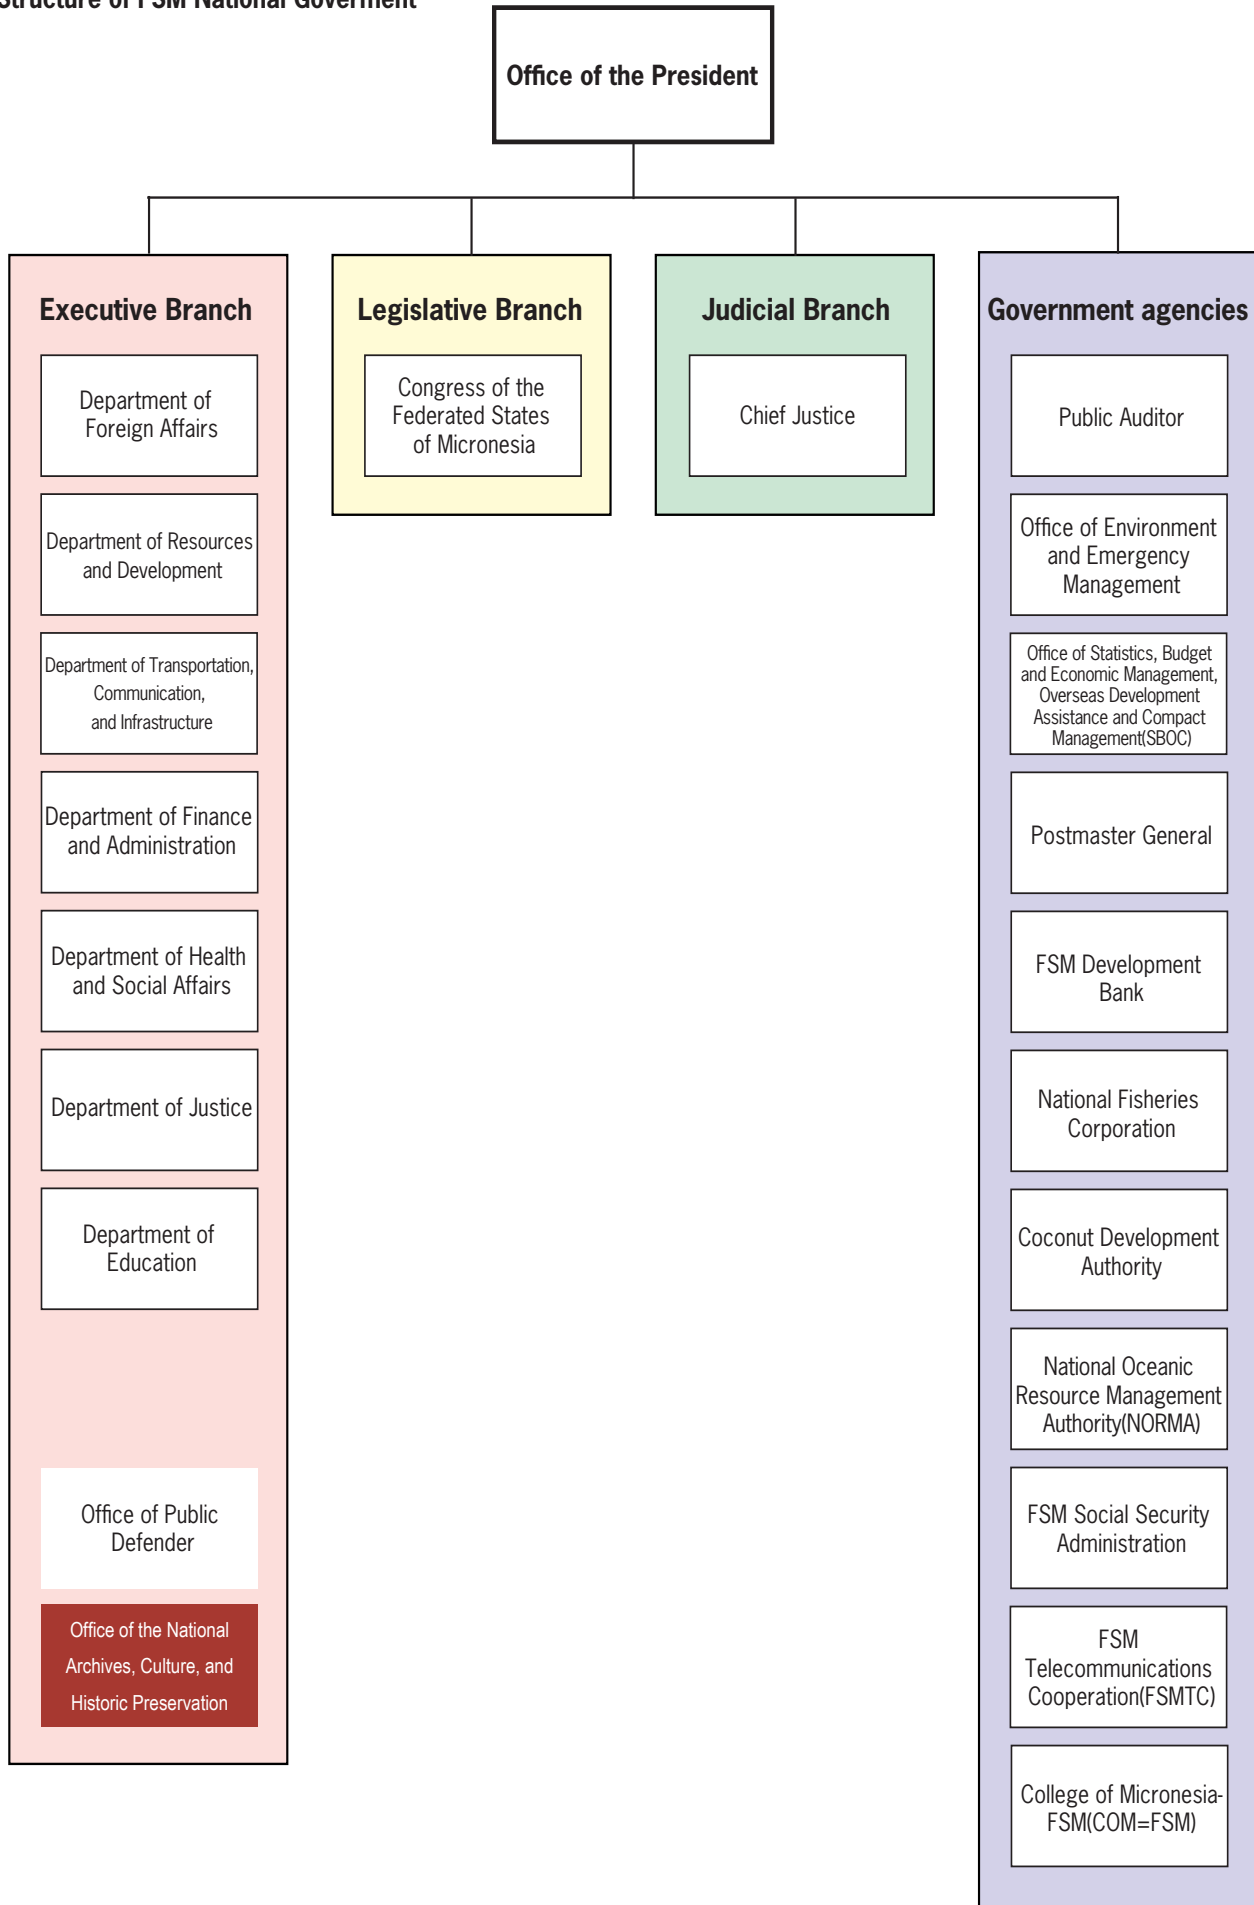 Structure of FSM National Goverment
Office of the President
Executive Branch
Department of
Foreign Affairs
Department of Resources
and Development
Department of Transportation,
Communication,
and Infrastructure
Department of Finance
and Administration
Department of Health
and Social Affairs
Department of Justice
Department of
Education
Office of Public
Defender
Office of the National
Archives, Culture, and
Historic Preservation
Legislative Branch
Congress of the
Federated States
of Micronesia
Judicial Branch
Chief Justice
Government agencies
Public Auditor
Office of Environment
and Emergency
Management
Office of Statistics, Budget
and Economic Management,
Overseas Development
Assistance and Compact
Management(SBOC)
Postmaster General
FSM Development
Bank
National Fisheries
Corporation
Coconut Development
Authority
National Oceanic
Resource Management
Authority(NORMA)
FSM Social Security
Administration
FSM
Telecommunications
Cooperation(FSMTC)
College of Micronesia-
FSM(COM=FSM)